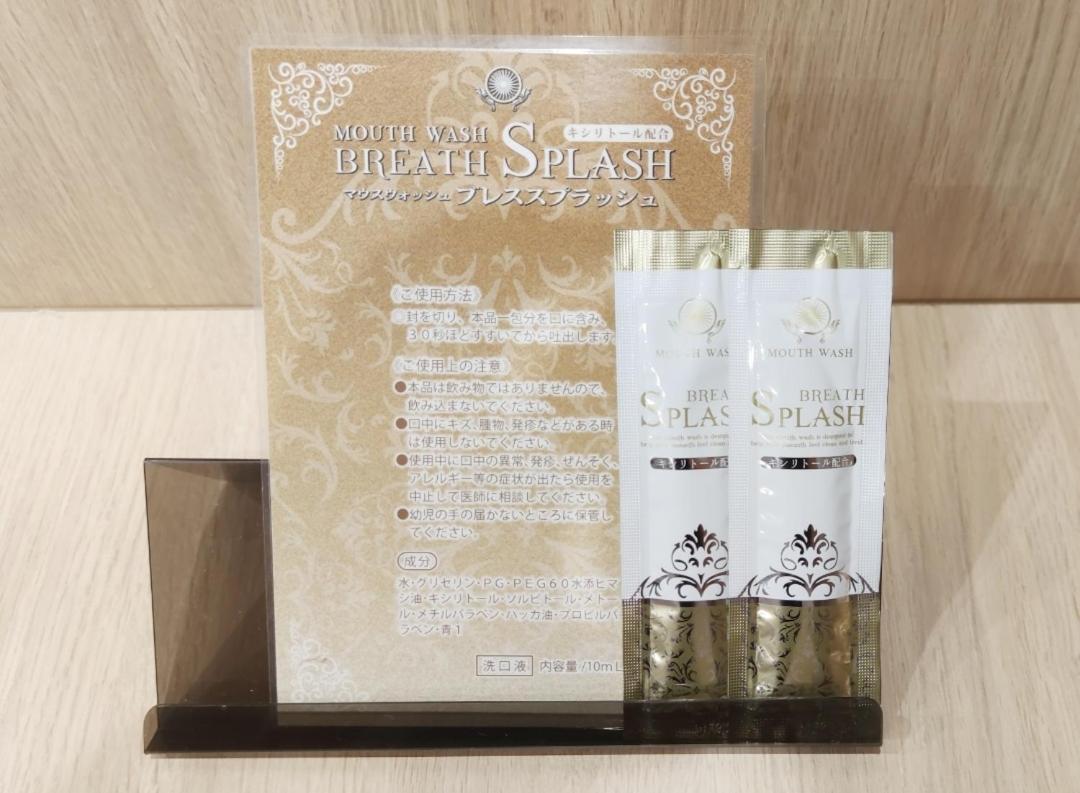 MOUTH WASH キシリトール配合
BREATH SPLASH
マウスウォッシュ ブレススプラッシュ
《ご使用方法》
封を切り、本品一包分を口に含み、
30秒ほどすすいでから吐出します
《ご使用上の注意》
●本品は飲み物ではありませんので、
飲み込まないでください。
●口中にキズ、腫物、発疹などがある時
は使用しないでください。
●使用中に口中の異常、発疹、ぜんそく、
アレルギー等の症状が出たら使用を
中止して医師に相談してください。
●幼児の手の届かないところに保管し
てください。
成分
水・グリセリン・PG・PEG60水添ヒマ
シ油・キシリトール・ソルビトール・メトー
ル・メチルパラベン・ハッカ油・プロピルパ
ラベン・青1
洗口液 内容量/10mL
MOUTH WAS
BREA
SPLAS
キシリトール配
MOUTH WASH
BREATH
SPLASH
キシリトール配合